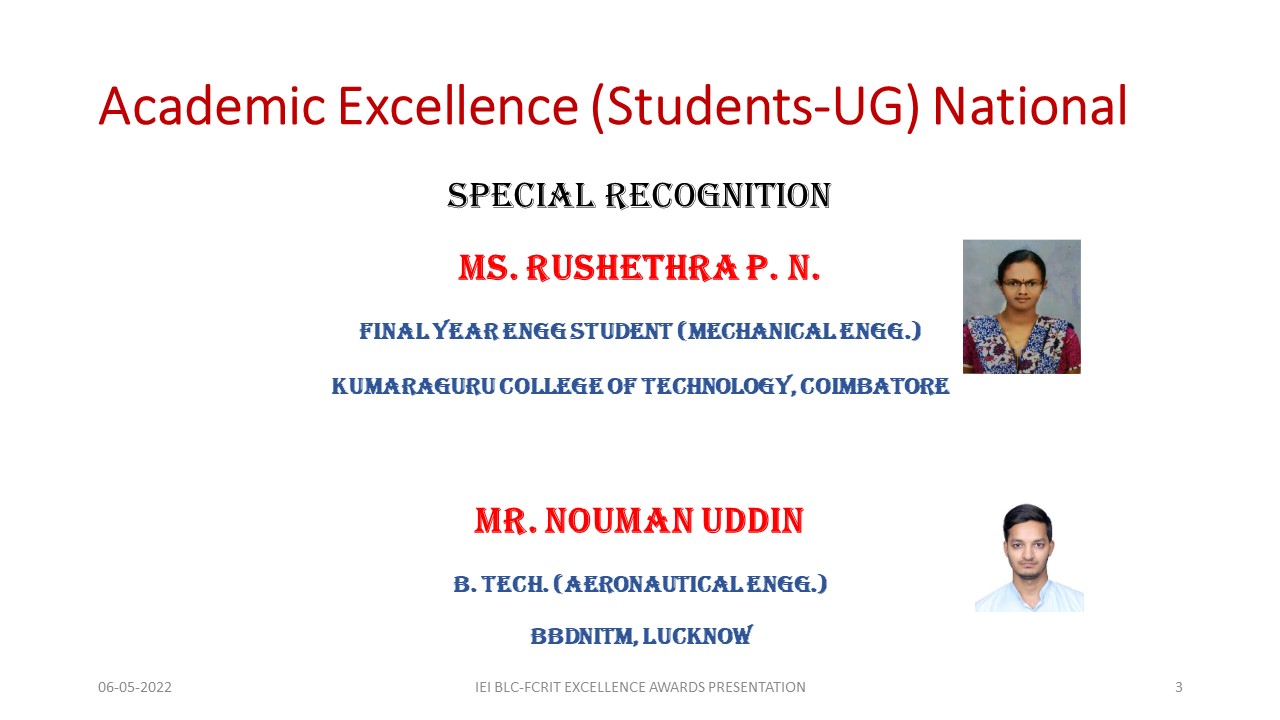 Academic Excellence (Students-UG) National
SPECIAL RECOGNITION
MS. RUSHETHRA P. N.
FINAL YEAR ENGG STUDENT (MECHANICAL ENGG.)
KUMARAGURU COLLEGE OF TECHNOLOGY, COIMBATORE
MR. NOUMAN UDDIN
B. TECH. (AERONAUTICAL ENGG.)
BBDNITM, LUCKNOW
06-05-2022 IEI BLC-FCRIT EXCELLENCE AWARDS PRESENTATION 3